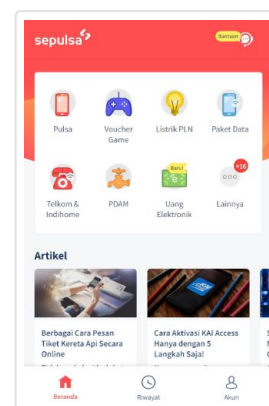 sepulsa
Bantuan
Pulsa
Voucher
Game
Listrik PLN
Paket Data
Baru!
+16
Telkom &
Indihome
PDAM
Uang
Elektronik
Lainnya
Artikel
Berbagai Cara Pesan
Tiket Kereta Api Secara
Online
Cara Aktivasi KAI Access
Hanya dengan 5
Langkah Saja!
Beranda
Riwayat
Akun